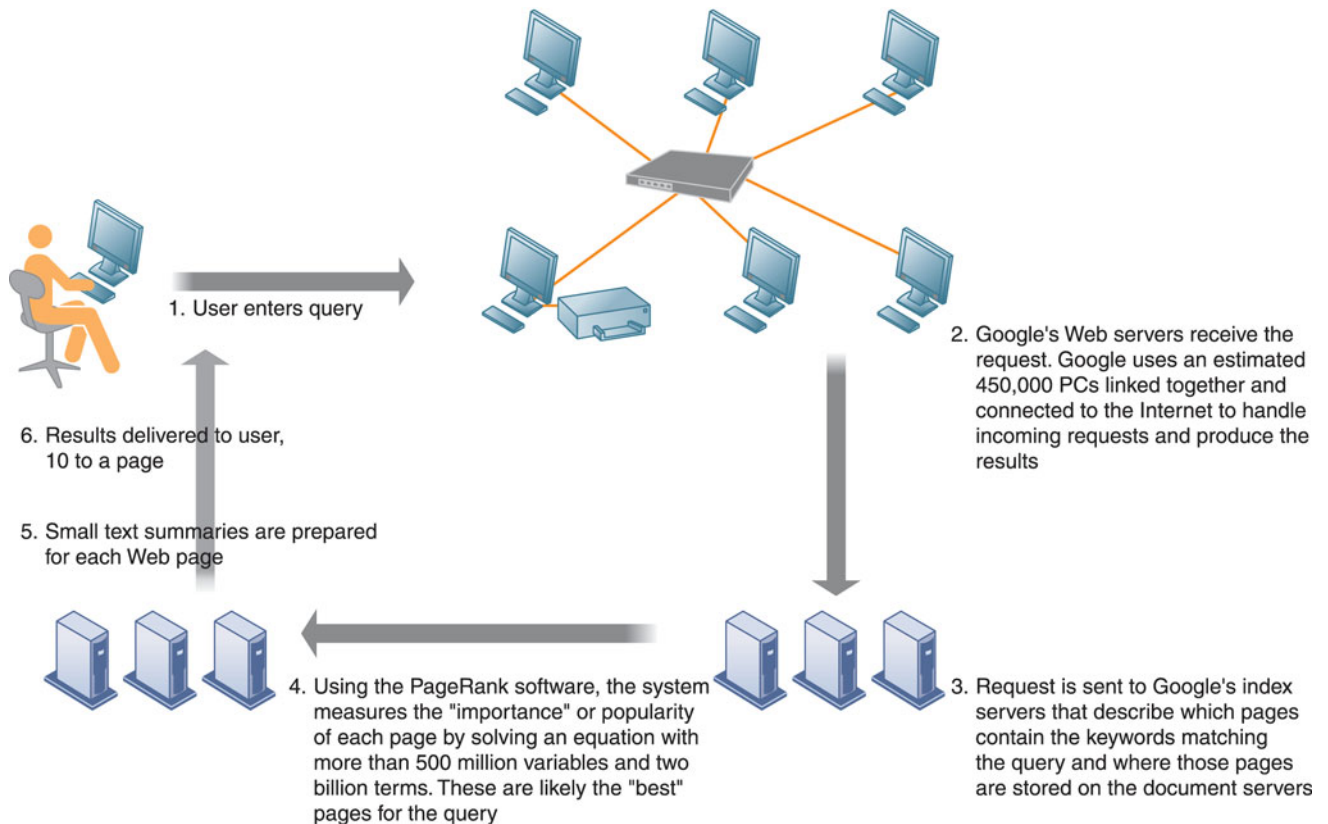 1. User enters query
2. Google's Web servers receive the
request. Google uses an estimated
450,000 PCs linked together and
connected to the Internet to handle
incoming requests and produce the
results
3. Request is sent to Google's index
servers that describe which pages
contain the keywords matching
the query and where those pages
are stored on the document servers
4. Using the PageRank software, the system
measures the "importance" or popularity
of each page by solving an equation with
more than 500 million variables and two
billion terms. These are likely the "best"
pages for the query
5. Small text summaries are prepared
for each Web page
6. Results delivered to user,
10 to a page